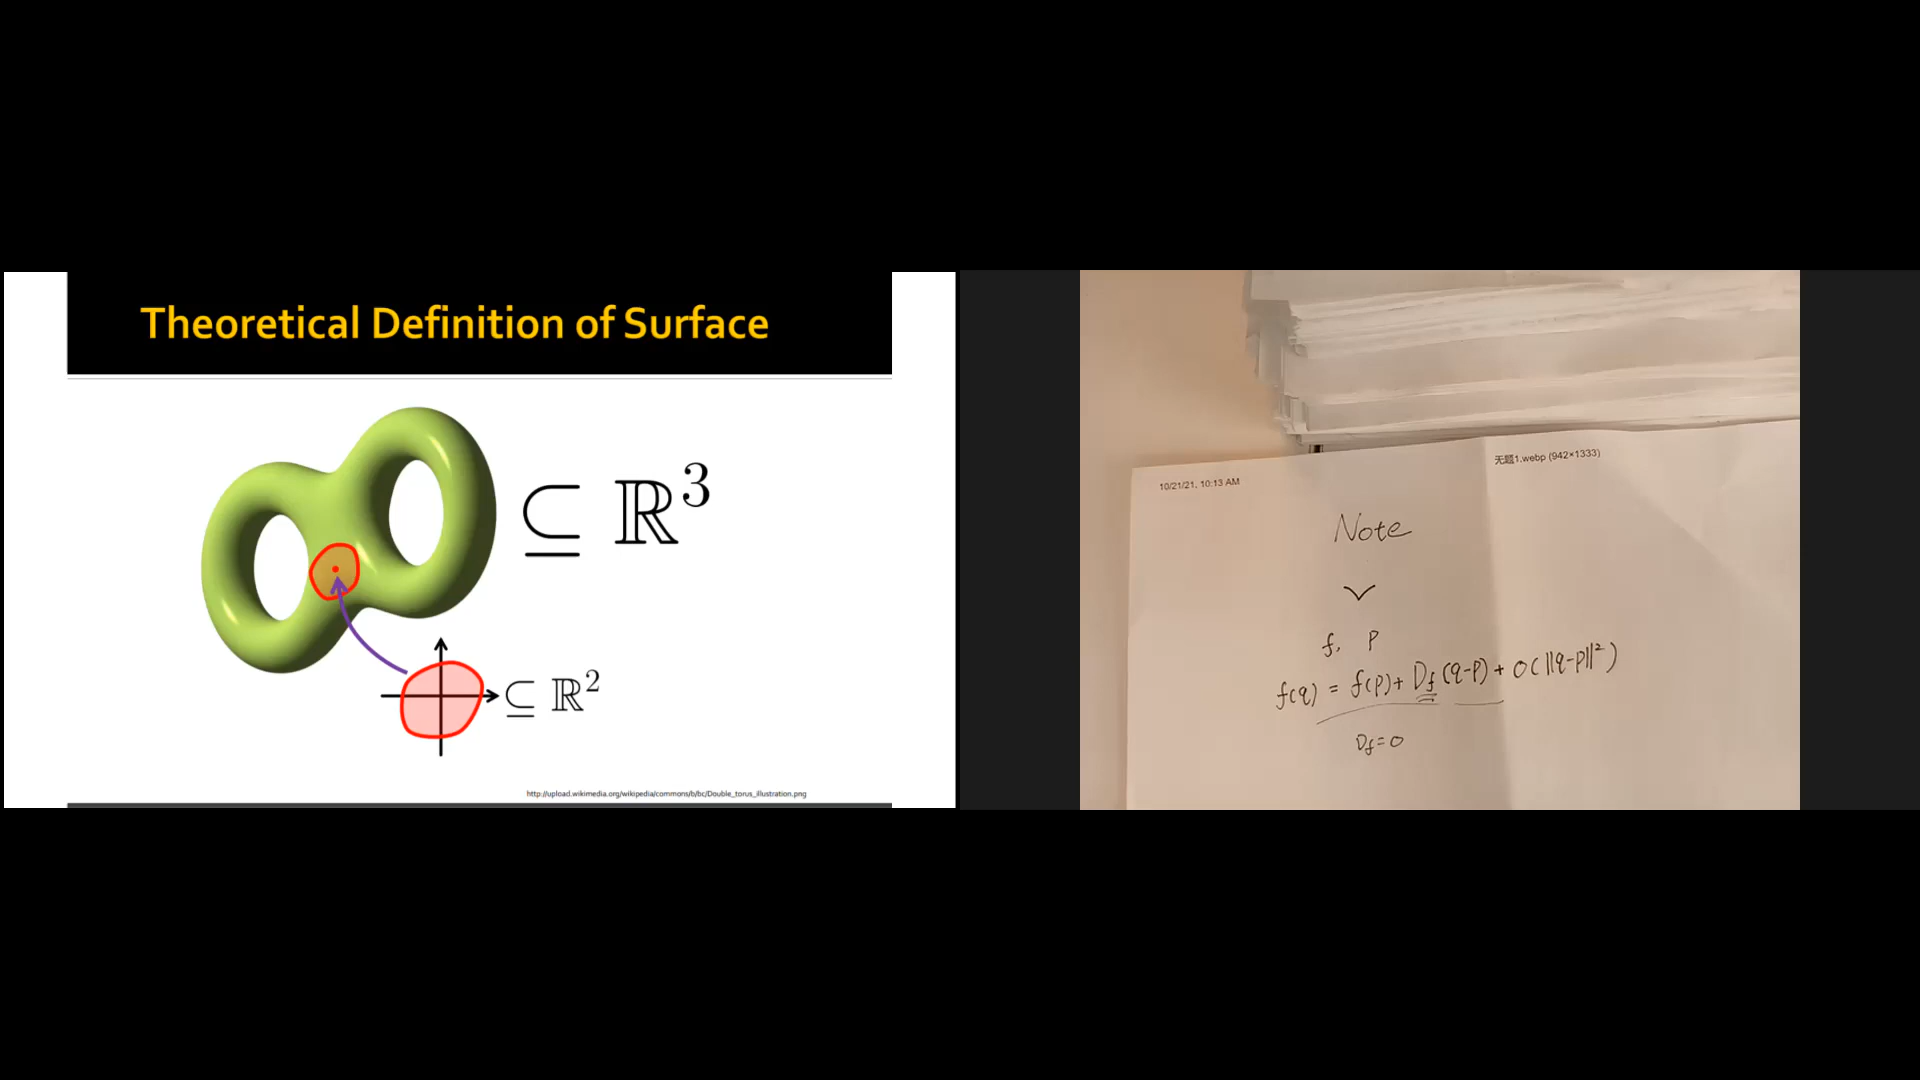 Theoretical Definition of Surface
⊆ ℝ³
⊆ ℝ²
http://upload.wikimedia.org/wikipedia/commons/b/bc/Double_torus_illustration.png
10/21/21, 10:13 AM
无题1.webp (942×1333)
Note
f, p
f(q) = f(p) + D_f (q-p) + O(‖q-p‖²)
D_f = 0